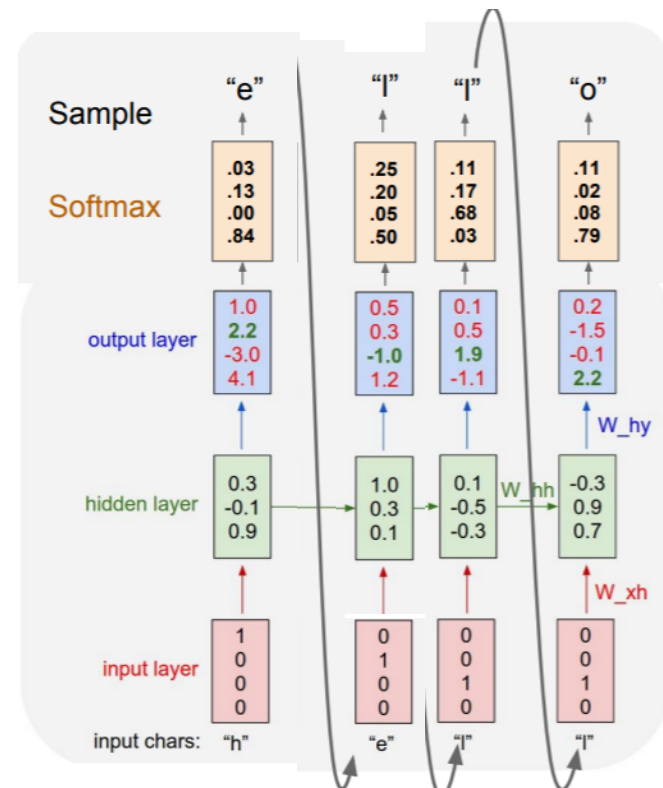 “e” “l” “l” “o”
Sample
Softmax
.03 .25 .11 .11
.13 .20 .17 .02
.00 .05 .68 .08
.84 .50 .03 .79
output layer
1.0 0.5 0.1 0.2
2.2 0.3 0.5 -1.5
-3.0 -1.0 1.9 -0.1
4.1 1.2 -1.1 2.2
W_hy
hidden layer
0.3 1.0 0.1 -0.3
-0.1 0.3 -0.5 0.9
0.9 0.1 -0.3 0.7
W_hh
W_xh
input layer
1 0 0 0
0 1 0 0
0 0 1 1
0 0 0 0
input chars: “h” “e” “l” “l”